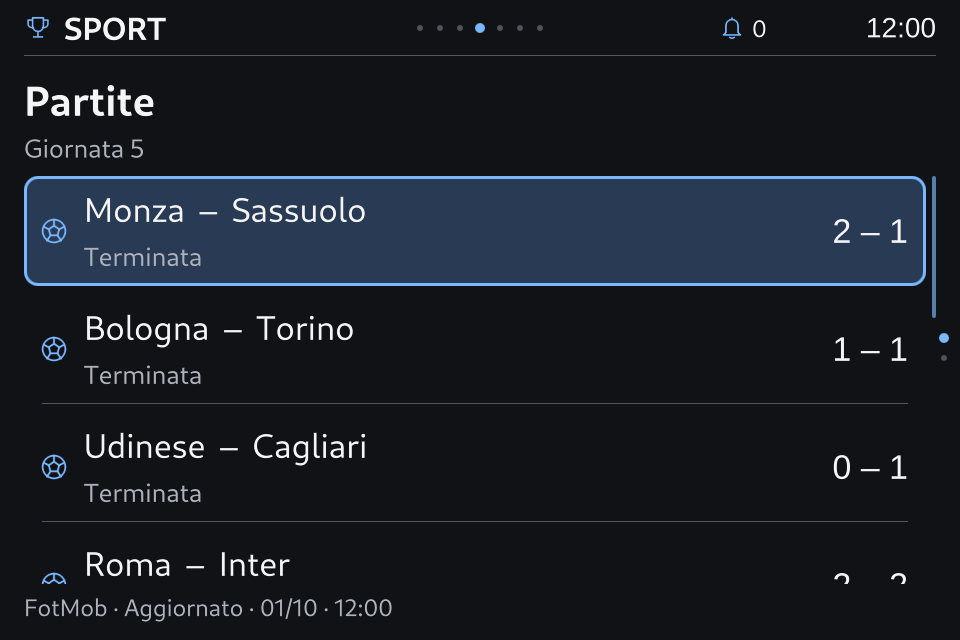 SPORT
0
12:00
Partite
Giornata 5
Monza – Sassuolo
2 – 1
Terminata
Bologna – Torino
1 – 1
Terminata
Udinese – Cagliari
0 – 1
Terminata
Roma – Inter
FotMob · Aggiornato · 01/10 · 12:00